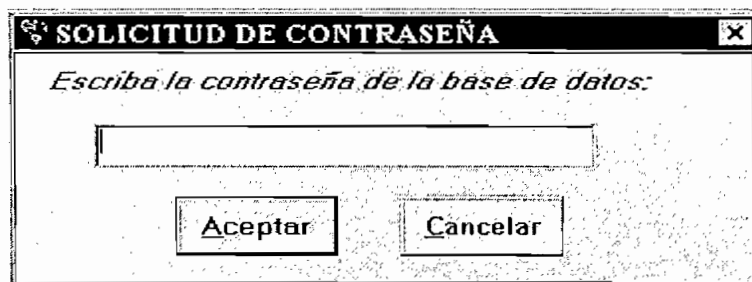 SOLICITUD DE CONTRASEÑA
Escriba la contraseña de la base de datos:
Aceptar Cancelar